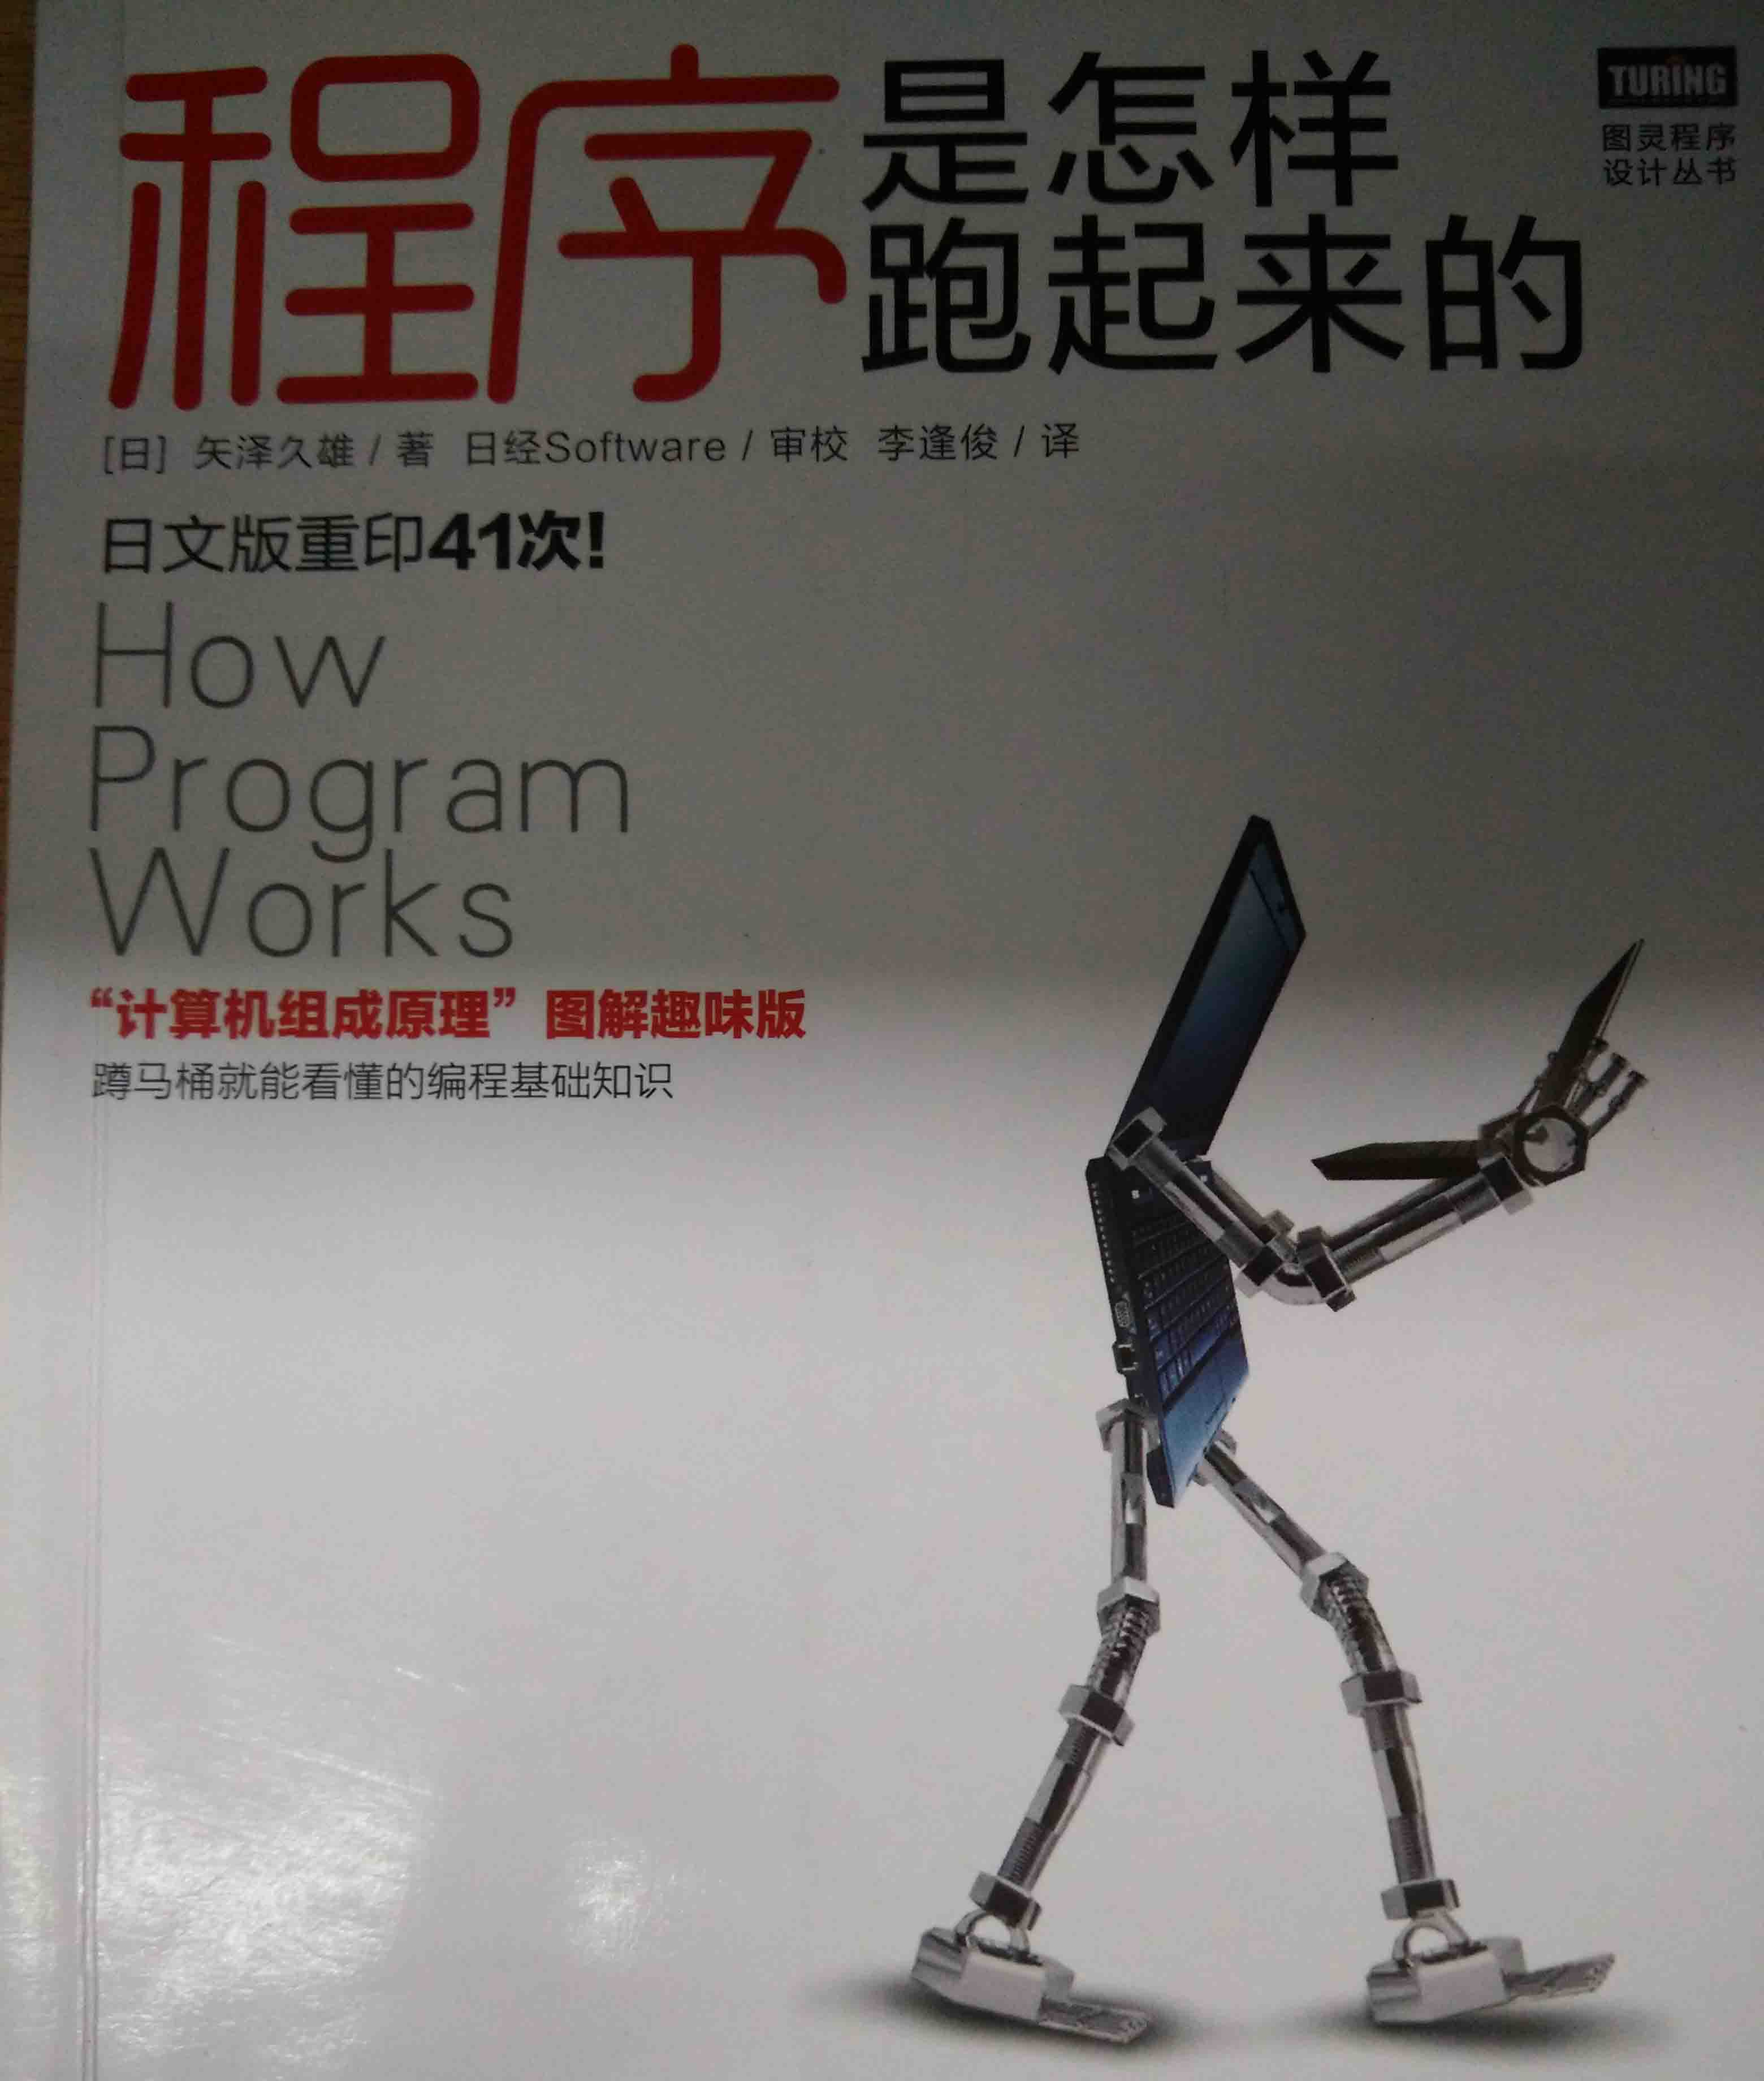 程序是怎样
跑起来的
TURING
图灵程序
设计丛书
[日] 矢泽久雄 / 著 日经Software / 审校 李逢俊 / 译
日文版重印41次!
How
Program
Works
“计算机组成原理”图解趣味版
蹲马桶就能看懂的编程基础知识